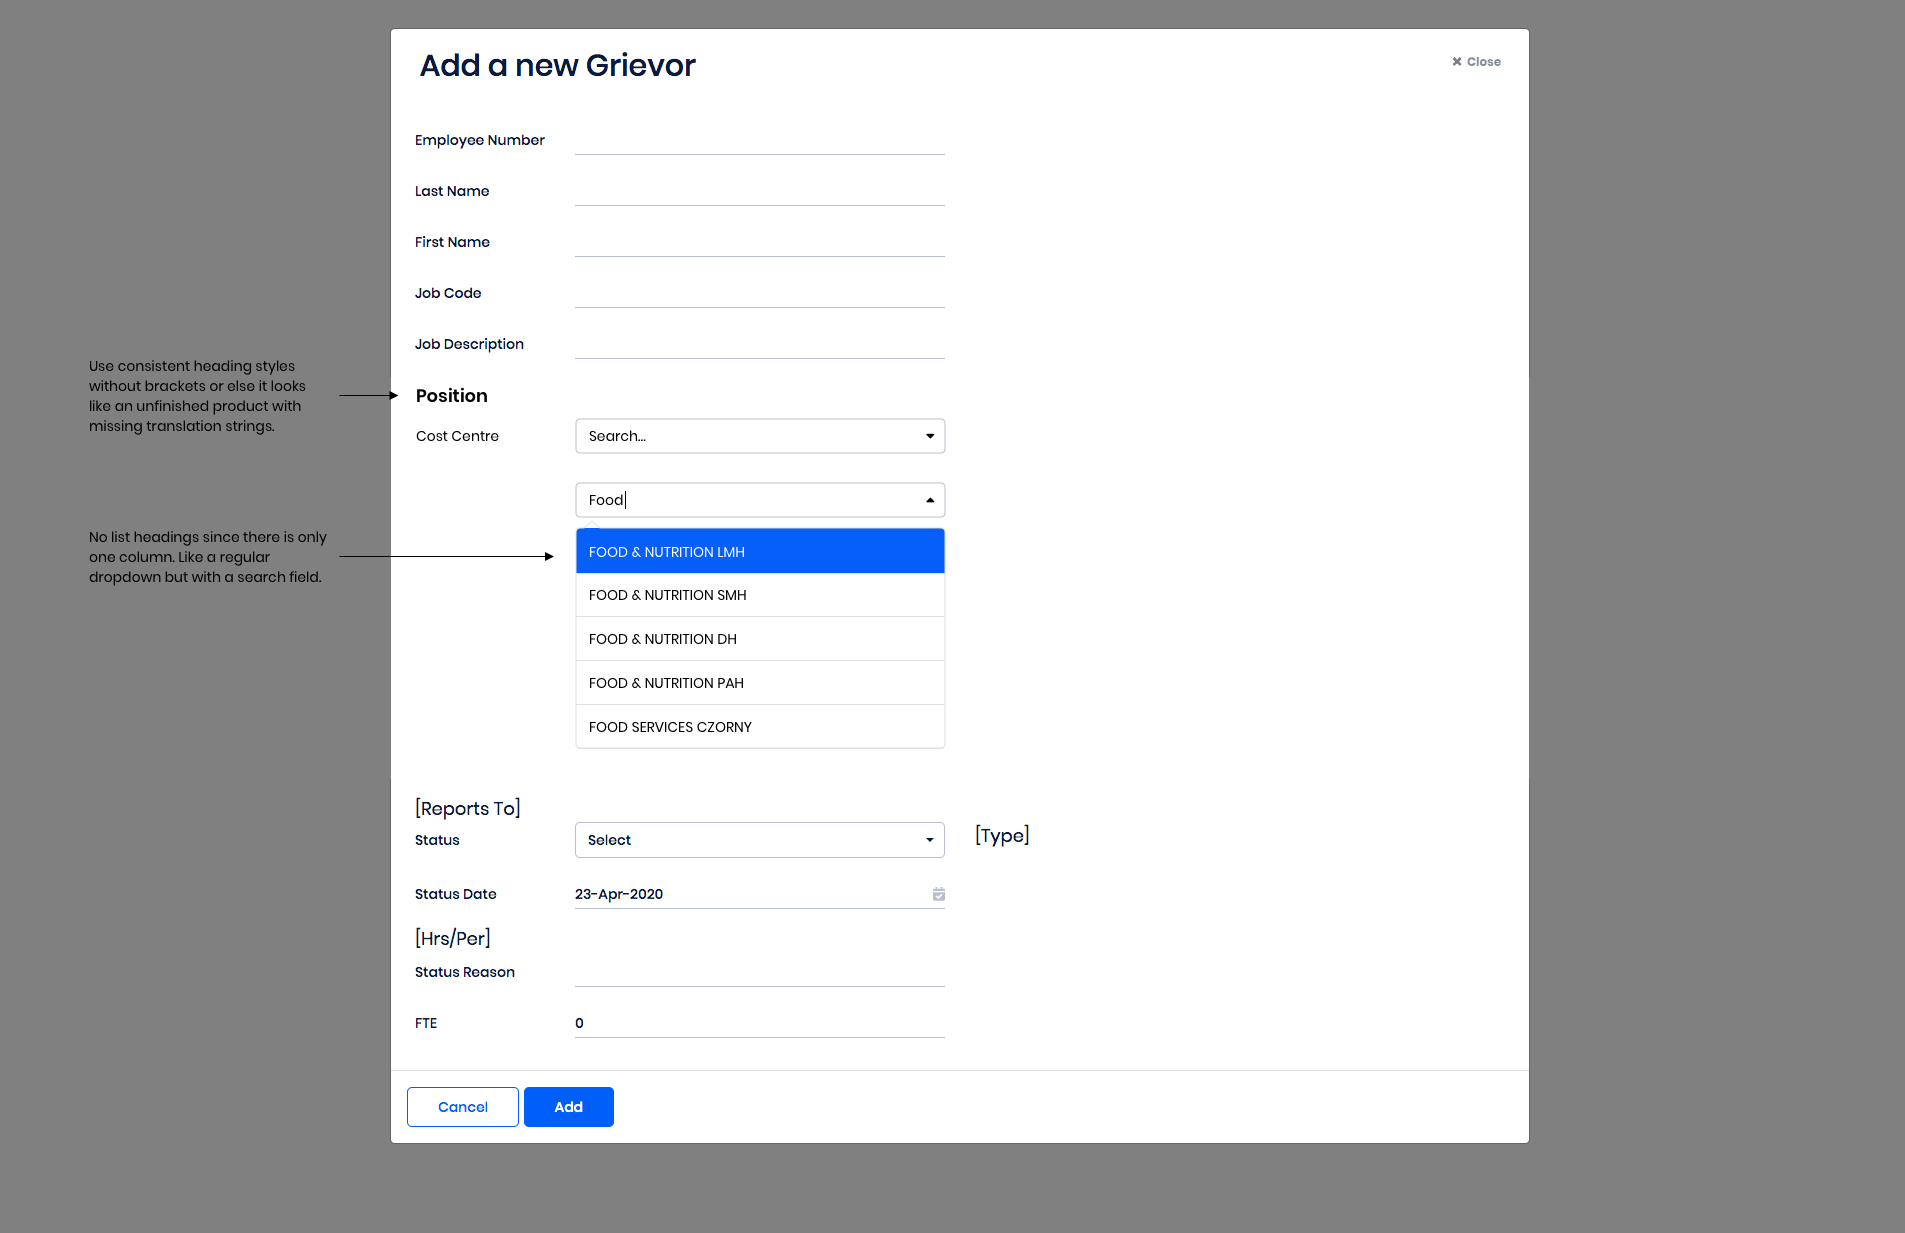 Add a new Grievor
✖ Close
Employee Number
Last Name
First Name
Job Code
Job Description
Use consistent heading styles
without brackets or else it looks
like an unfinished product with
missing translation strings.
Position
Cost Centre
Search...
Food
No list headings since there is only
one column. Like a regular
dropdown but with a search field.
FOOD & NUTRITION LMH
FOOD & NUTRITION SMH
FOOD & NUTRITION DH
FOOD & NUTRITION PAH
FOOD SERVICES CZORNY
[Reports To]
Status
Select
[Type]
Status Date
23-Apr-2020
[Hrs/Per]
Status Reason
FTE
0
Cancel
Add